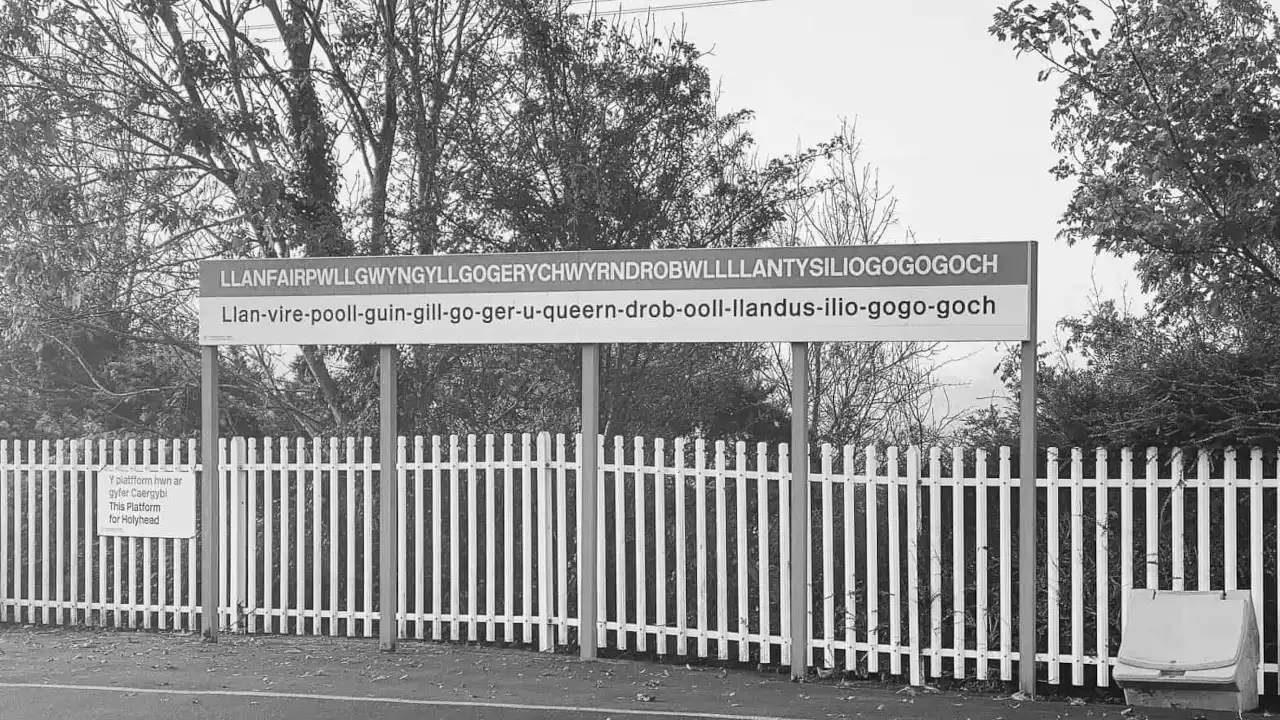 LLANFAIRPWLLGWYNGYLLGOGERYCHWYRNDROBWLLLLANTYSILIOGOGOGOCH
Llan-vire-pooll-guin-gill-go-ger-u-queern-drob-ooll-llandus-ilio-gogo-goch
Y platfform hwn ar
gyfer Caergybi
This Platform
for Holyhead